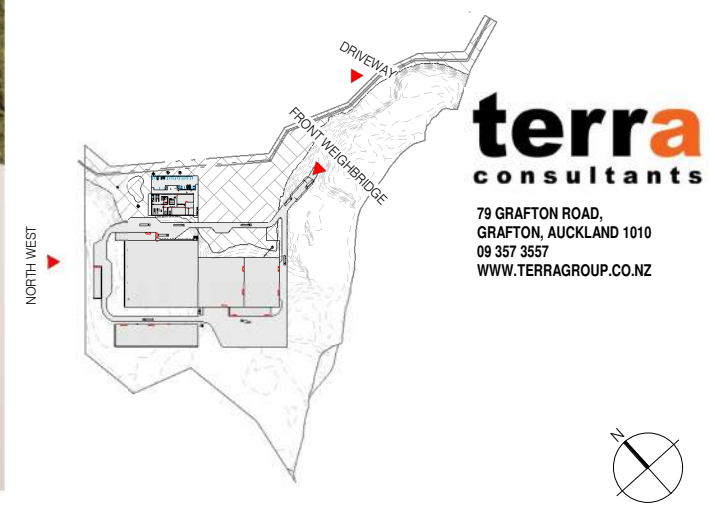 DRIVEWAY
FRONT WEIGHBRIDGE
NORTH WEST
terra
consultants
79 GRAFTON ROAD,
GRAFTON, AUCKLAND 1010
09 357 3557
WWW.TERRAGROUP.CO.NZ
N